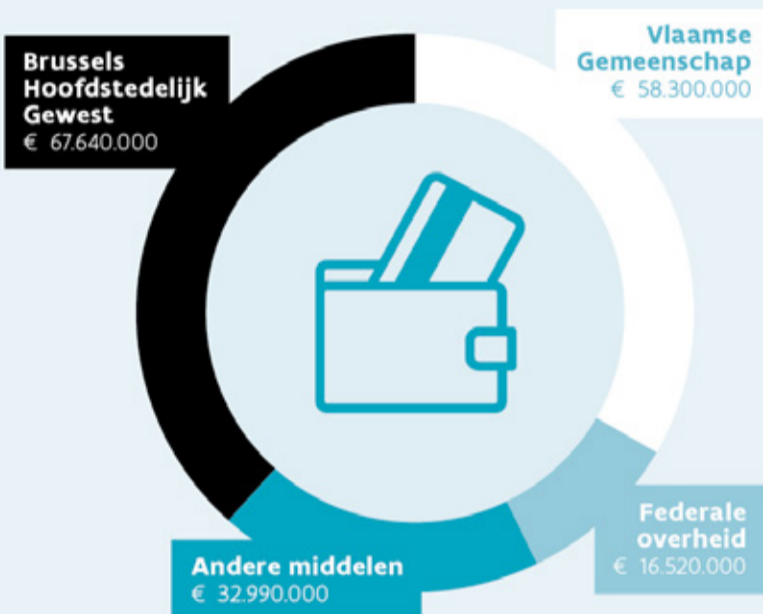 Brussels
Hoofdstedelijk
Gewest
€ 67.640.000
Vlaamse
Gemeenschap
€ 58.300.000
Andere middelen
€ 32.990.000
Federale
overheid
€ 16.520.000